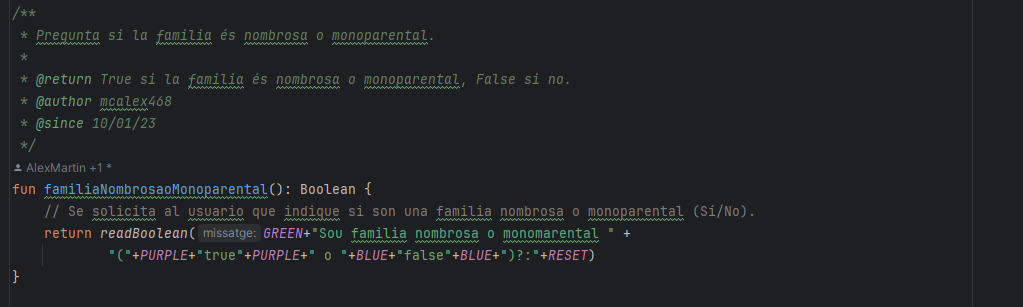 /**
 * Pregunta si la familia és nombrosa o monoparental.
 *
 * @return True si la familia és nombrosa o monoparental, False si no.
 * @author mcalex468
 * @since 10/01/23
 */
AlexMartin +1 *
fun familiaNombrosaoMonoparental(): Boolean {
    // Se solicita al usuario que indique si son una familia nombrosa o monoparental (Sí/No).
    return readBoolean( missatge: GREEN+"Sou familia nombrosa o monomarental " +
            "("+PURPLE+"true"+PURPLE+" o "+BLUE+"false"+BLUE+")?:"+RESET)
}